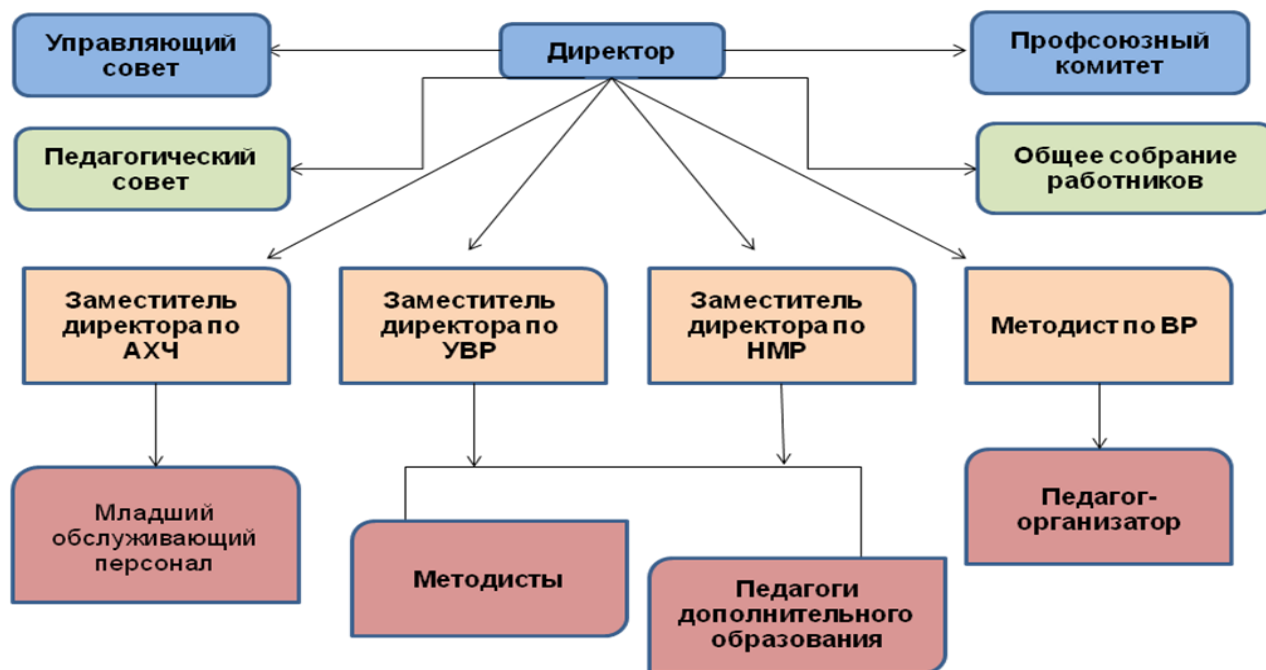 Управляющий
совет
Директор
Профсоюзный
комитет
Педагогический
совет
Общее собрание
работников
Заместитель
директора по
АХЧ
Заместитель
директора по
УВР
Заместитель
директора по
НМР
Методист по ВР
Младший
обслуживающий
персонал
Методисты
Педагоги
дополнительного
образования
Педагог-
организатор